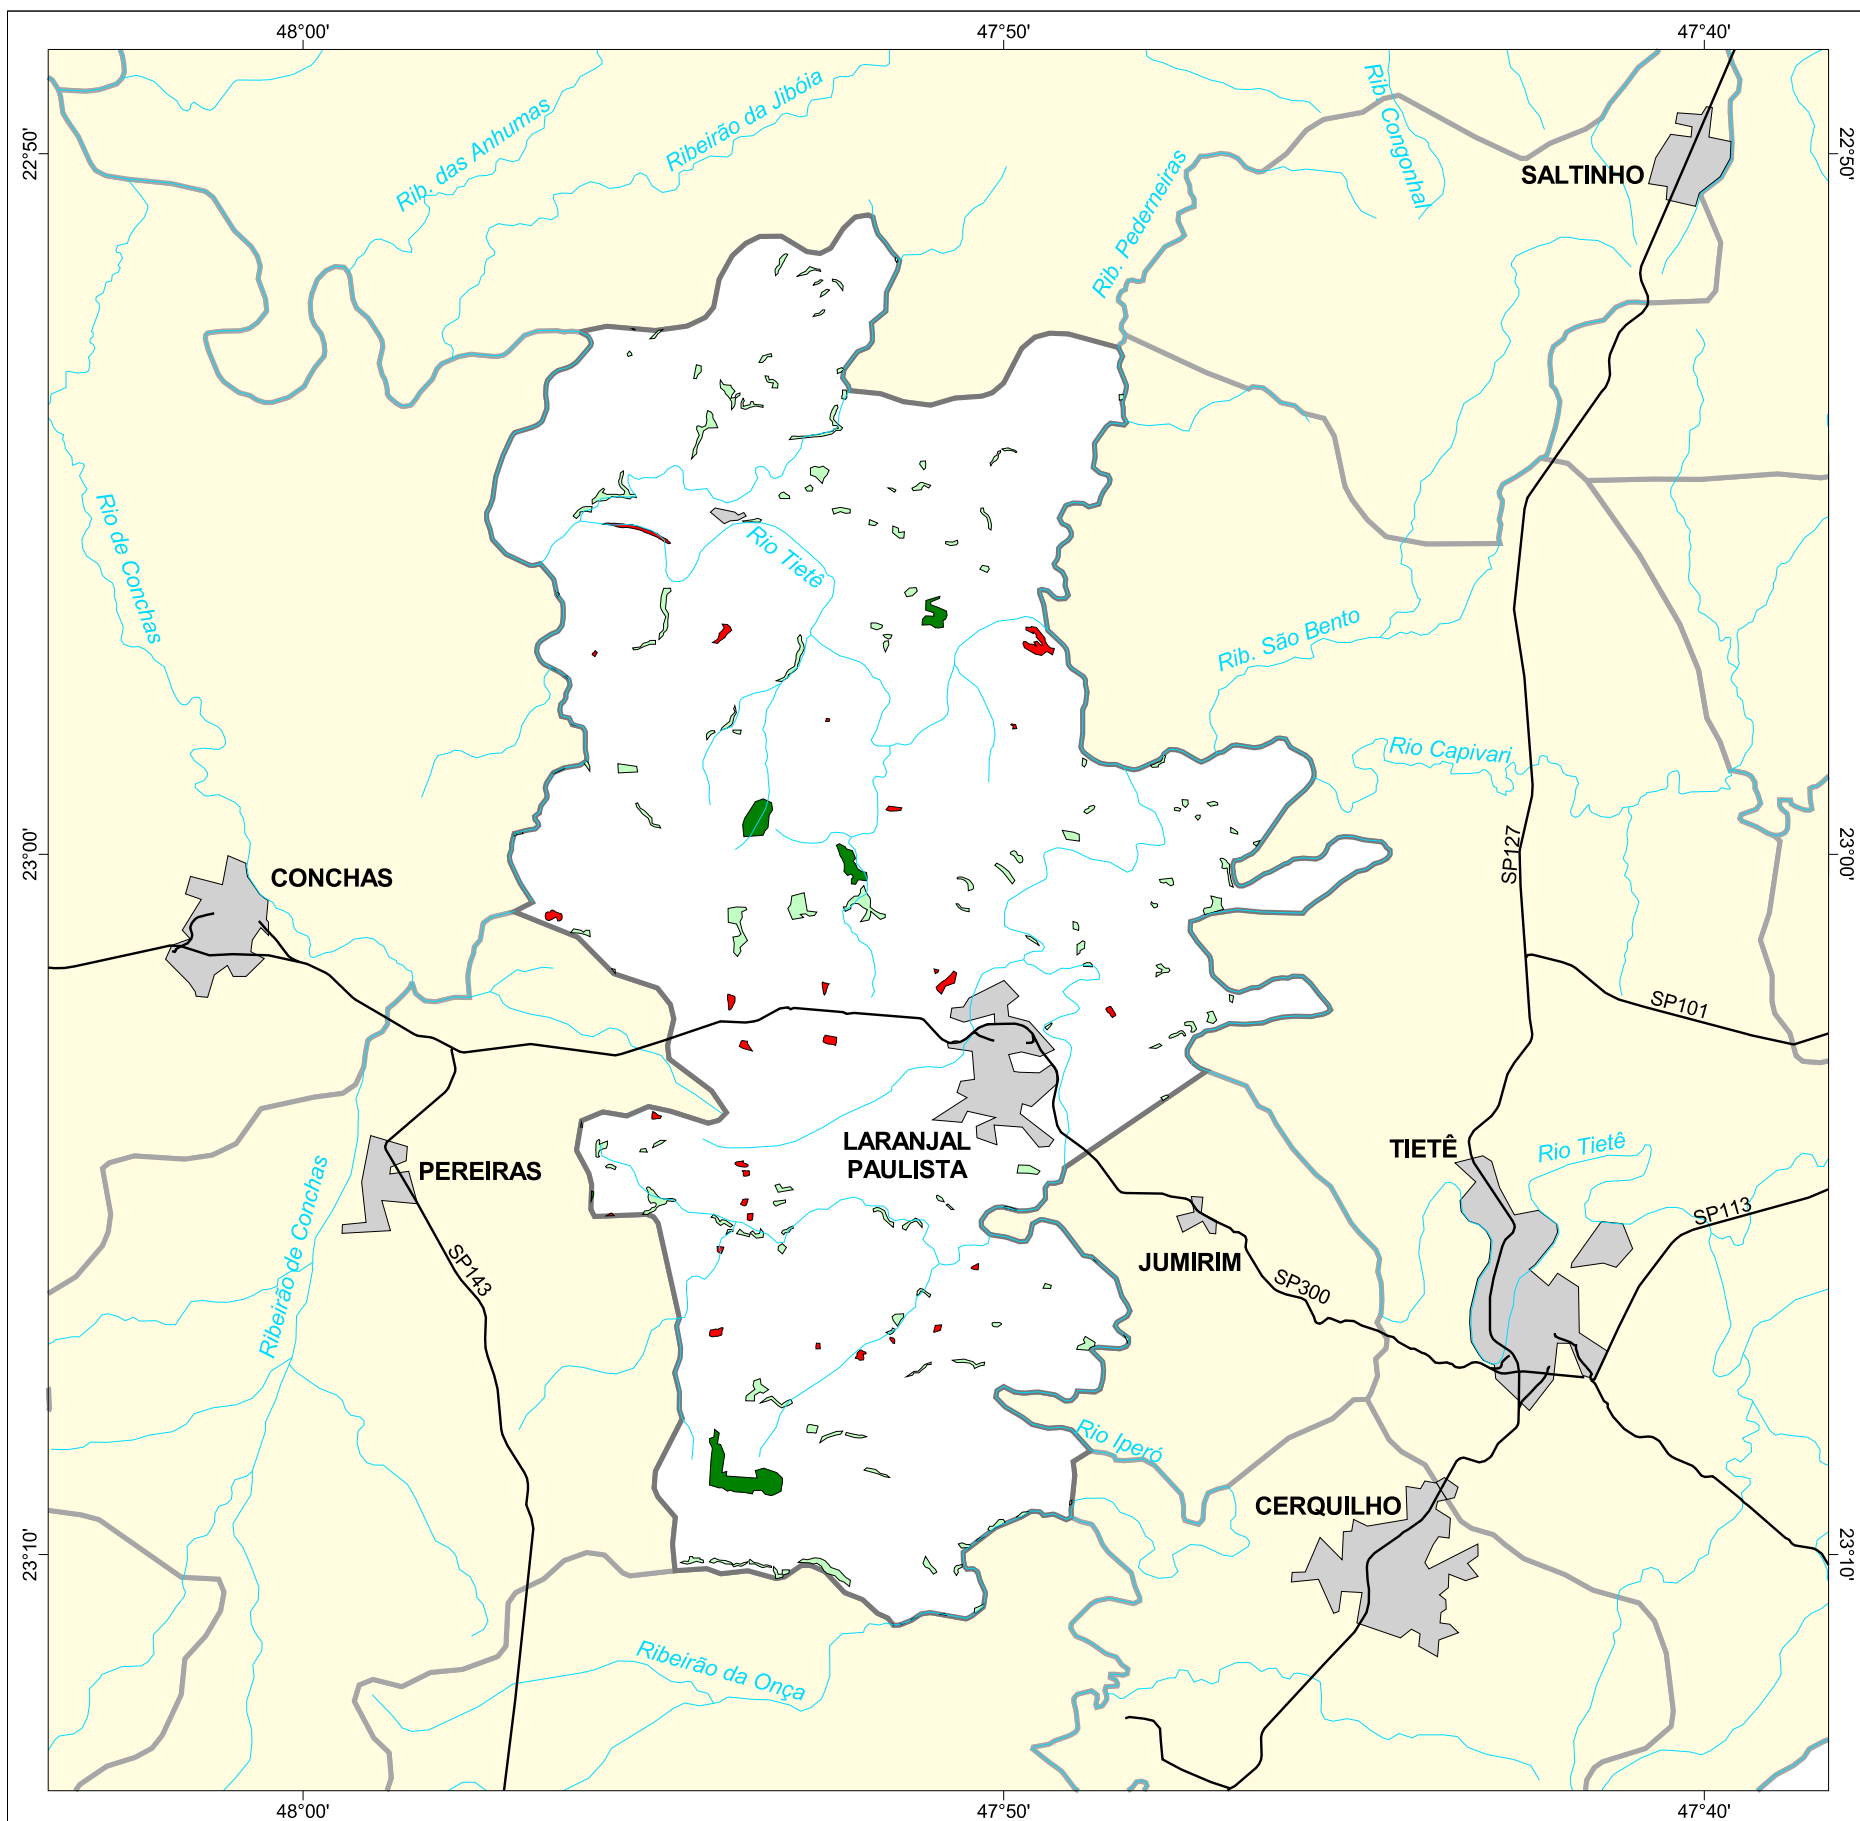 48°00'
47°50'
47°40'
22°50'
22°50'
Rib. das Anhumas
Ribeirão da Jibóia
Rib. Congonhal
SALTINHO
Rib. Pederneiras
Rio de Conchas
Rio Tietê
Rib. São Bento
Rio Capivari
SP127
23°00'
23°00'
CONCHAS
SP101
LARANJAL
PAULISTA
TIETÊ
Rio Tietê
PEREIRAS
Ribeirão de Conchas
SP113
SP143
JUMIRIM
SP300
Rio Iperó
CERQUILHO
23°10'
23°10'
Ribeirão da Onça
48°00'
47°50'
47°40'